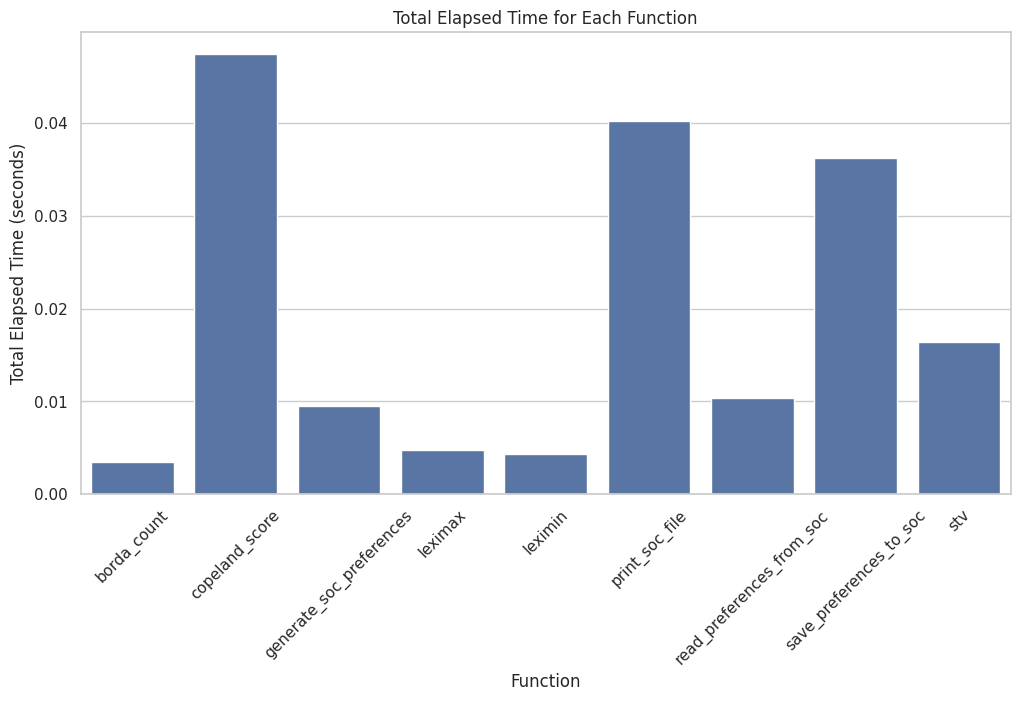 Total Elapsed Time for Each Function
Total Elapsed Time (seconds)
0.04
0.03
0.02
0.01
0.00
borda_count
copeland_score
generate_soc_preferences
leximax
leximin
print_soc_file
read_preferences_from_soc
save_preferences_to_soc
stv
Function